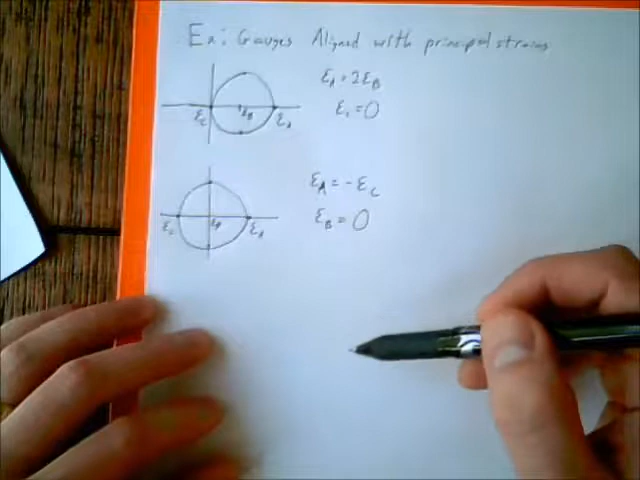 Ex: Gauges Aligned with principal strains
εA = 2εB
εC εB εA
εC = 0
εA = -εC
εC εB εA
εB = 0